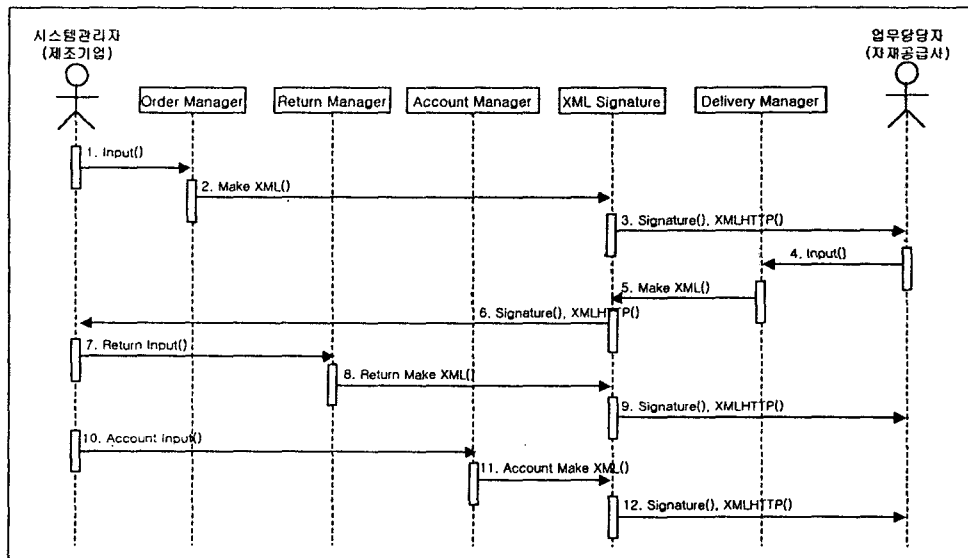 시스템관리자
(제조기업)
업무담당자
(자재공급사)
Order Manager
Return Manager
Account Manager
XML Signature
Delivery Manager
1. Input()
2. Make XML()
3. Signature(), XMLHTTP()
4. Input()
5. Make XML()
6. Signature(), XMLHTTP()
7. Return Input()
8. Return Make XML()
9. Signature(), XMLHTTP()
10. Account Input()
11. Account Make XML()
12. Signature(), XMLHTTP()